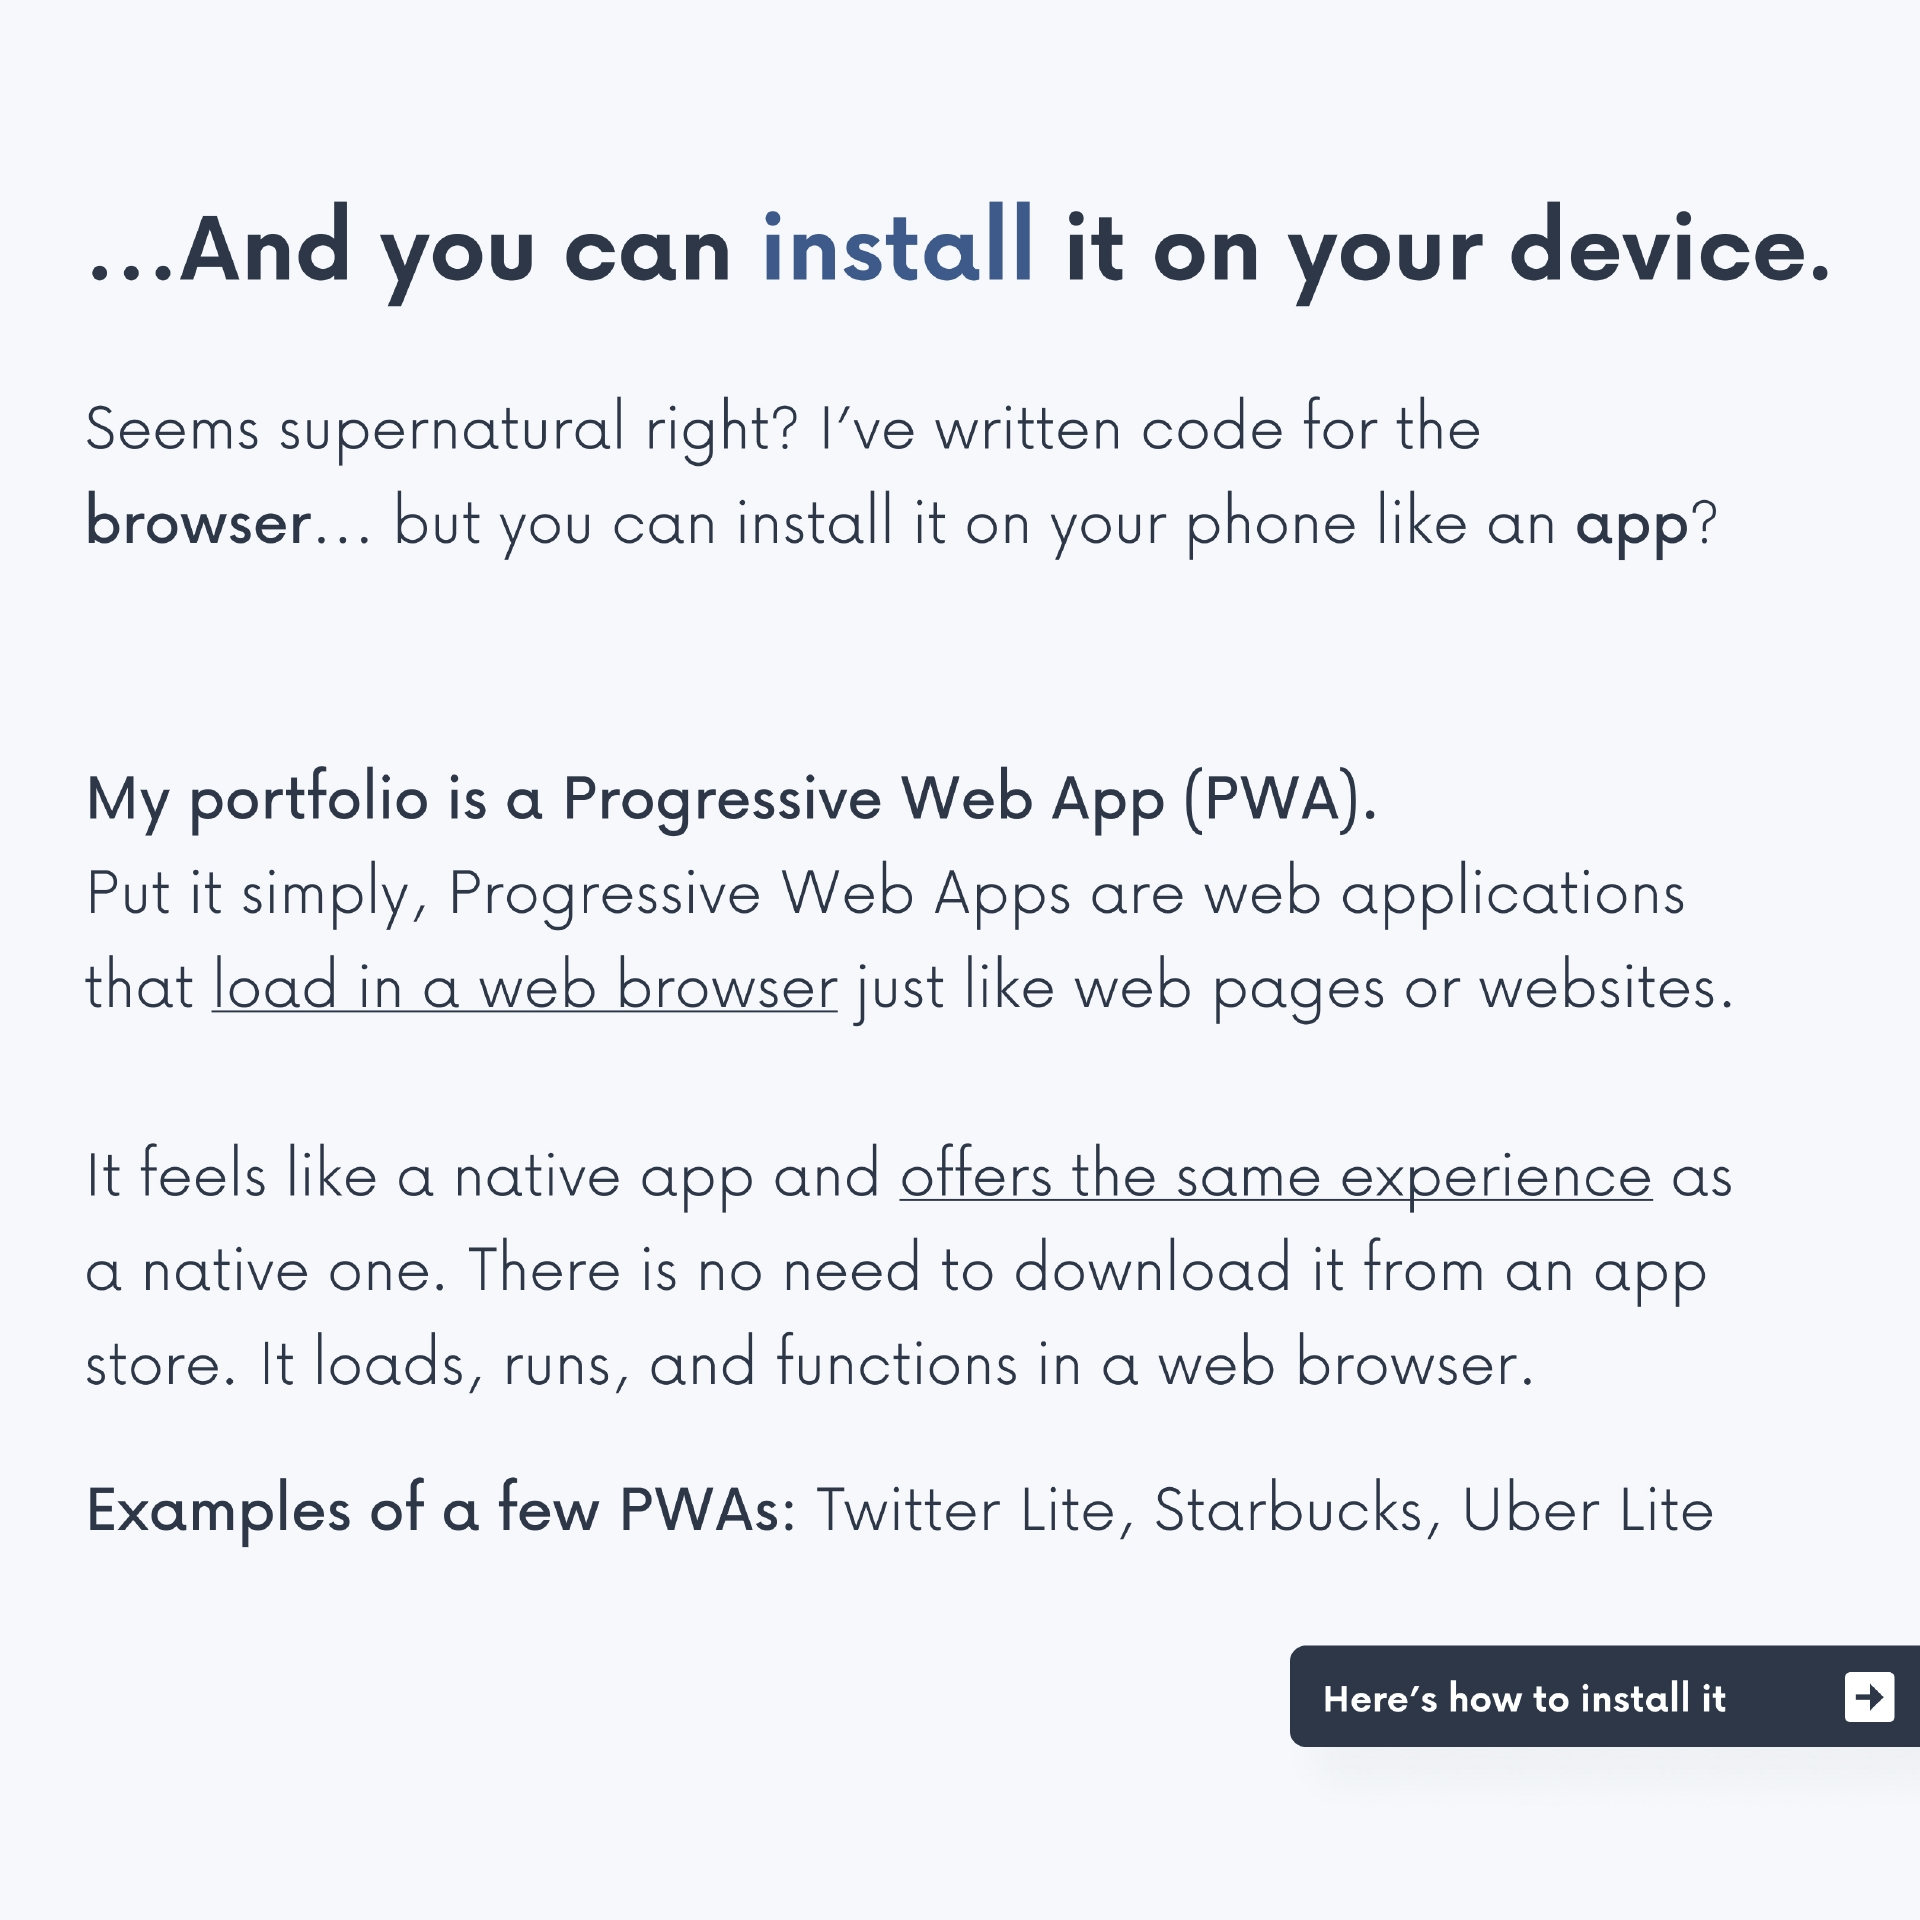 ...And you can install it on your device.
Seems supernatural right? I’ve written code for the
browser... but you can install it on your phone like an app?
My portfolio is a Progressive Web App (PWA).
Put it simply, Progressive Web Apps are web applications
that load in a web browser just like web pages or websites.
It feels like a native app and offers the same experience as
a native one. There is no need to download it from an app
store. It loads, runs, and functions in a web browser.
Examples of a few PWAs: Twitter Lite, Starbucks, Uber Lite
Here’s how to install it